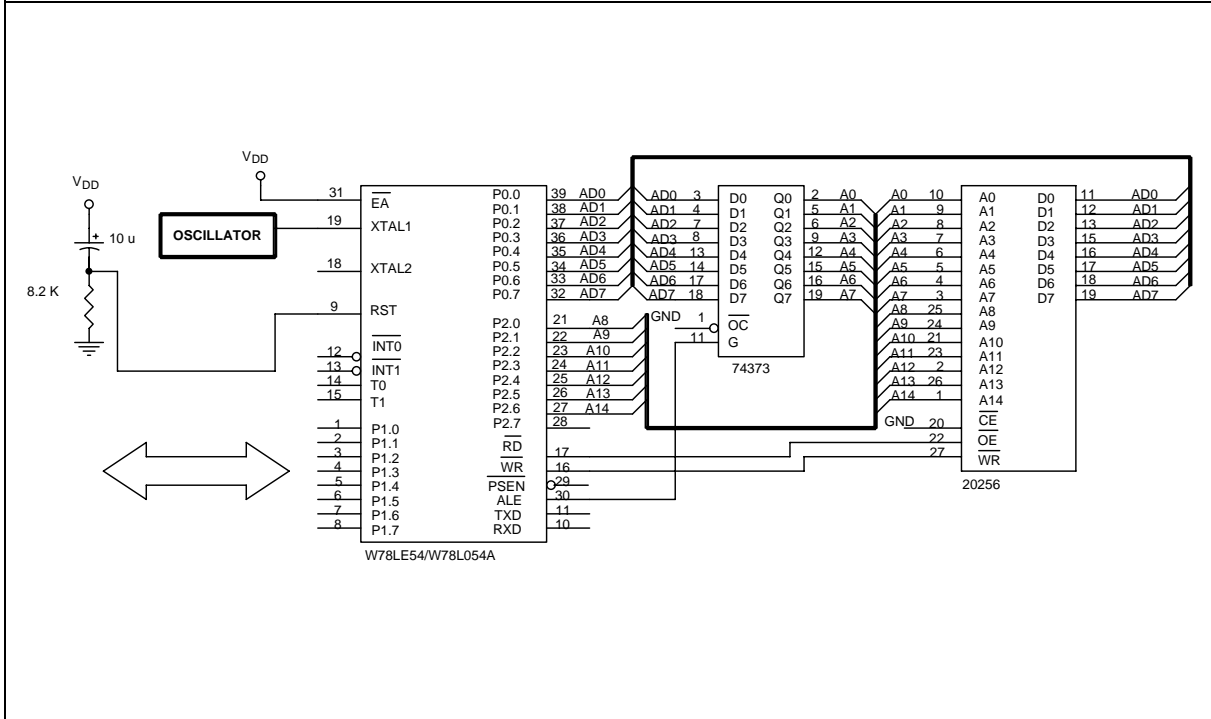 VDD
10 u
8.2 K
VDD
OSCILLATOR
31 EA
19 XTAL1
18 XTAL2
9 RST
12 INT0
13 INT1
14 T0
15 T1
1 P1.0
2 P1.1
3 P1.2
4 P1.3
5 P1.4
6 P1.5
7 P1.6
8 P1.7
P0.0 39 AD0
P0.1 38 AD1
P0.2 37 AD2
P0.3 36 AD3
P0.4 35 AD4
P0.5 34 AD5
P0.6 33 AD6
P0.7 32 AD7
P2.0 21 A8
P2.1 22 A9
P2.2 23 A10
P2.3 24 A11
P2.4 25 A12
P2.5 26 A13
P2.6 27 A14
P2.7 28
RD 17
WR 16
PSEN 29
ALE 30
TXD 11
RXD 10
W78LE54/W78L054A
AD0 3 D0 Q0 2 A0
AD1 4 D1 Q1 5 A1
AD2 7 D2 Q2 6 A2
AD3 8 D3 Q3 9 A3
AD4 13 D4 Q4 12 A4
AD5 14 D5 Q5 15 A5
AD6 17 D6 Q6 16 A6
AD7 18 D7 Q7 19 A7
GND 1 OC
11 G
74373
A0 10 A0 D0 11 AD0
A1 9 A1 D1 12 AD1
A2 8 A2 D2 13 AD2
A3 7 A3 D3 15 AD3
A4 6 A4 D4 16 AD4
A5 5 A5 D5 17 AD5
A6 4 A6 D6 18 AD6
A7 3 A7 D7 19 AD7
A8 25 A8
A9 24 A9
A10 21 A10
A11 23 A11
A12 2 A12
A13 26 A13
A14 1 A14
GND 20 CE
22 OE
27 WR
20256